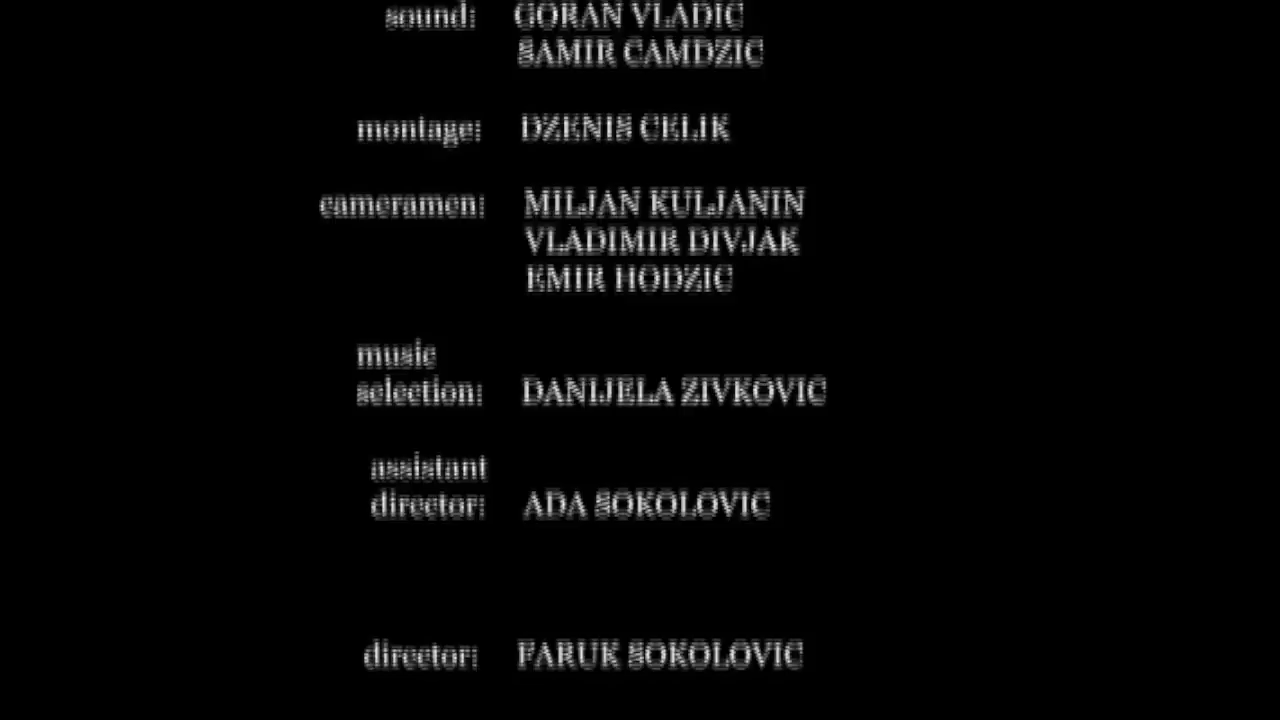 sound: GORAN VLADIC
SAMIR CAMDZIC
montage: DZENIS CELIK
cameramen: MILJAN KULJANIN
VLADIMIR DIVJAK
EMIR HODZIC
music
selection: DANIJELA ZIVKOVIC
assistant
director: ADA SOKOLOVIC
director: FARUK SOKOLOVIC